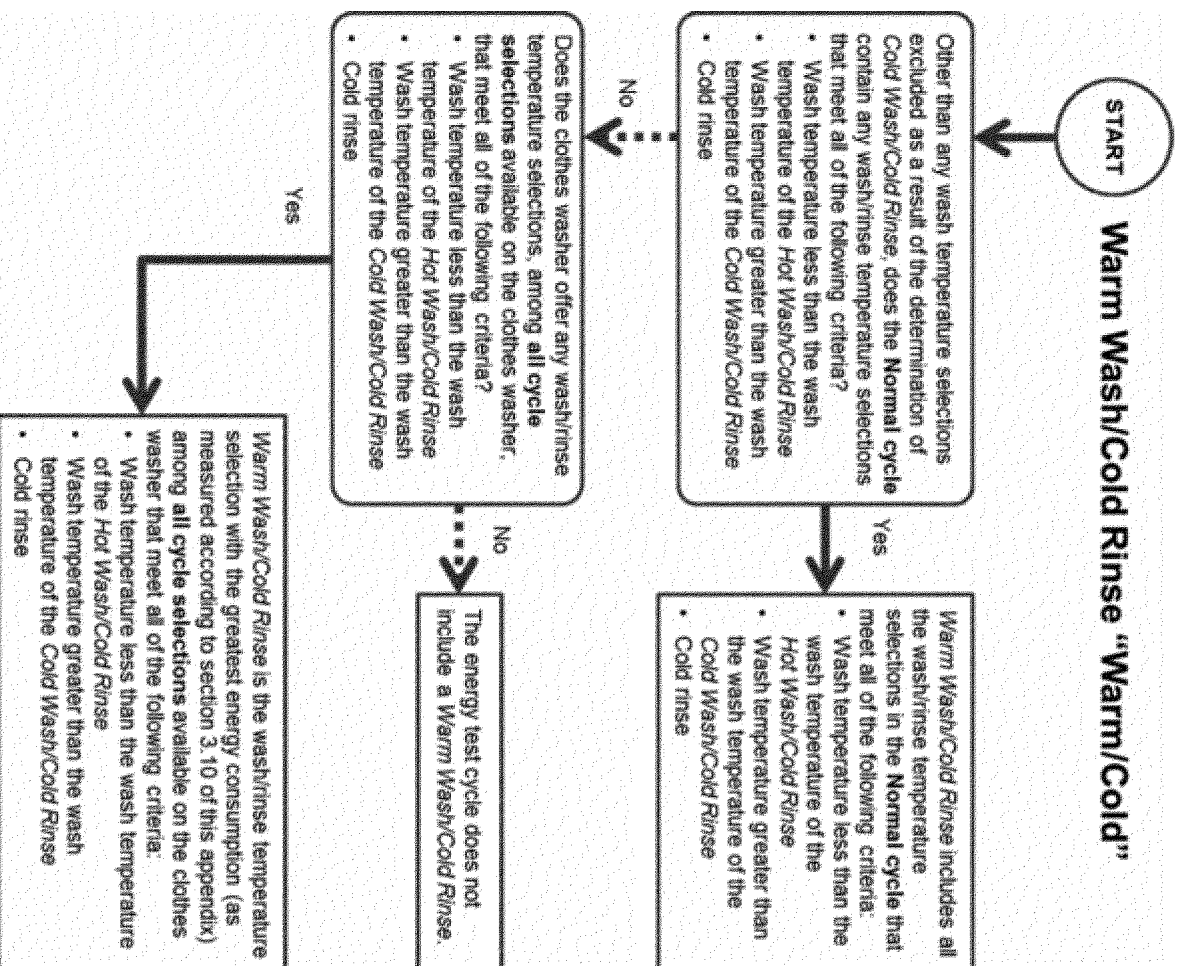 START
Warm Wash/Cold Rinse “Warm/Cold”
Other than any wash temperature selections
excluded as a result of the determination of
Cold Wash/Cold Rinse, does the Normal cycle
contain any wash/rinse temperature selections
that meet all of the following criteria?
• Wash temperature less than the wash
temperature of the Hot Wash/Cold Rinse
• Wash temperature greater than the wash
temperature of the Cold Wash/Cold Rinse
• Cold rinse
Yes
Warm Wash/Cold Rinse includes all
the wash/rinse temperature
selections in the Normal cycle that
meet all of the following criteria:
• Wash temperature less than the
wash temperature of the
Hot Wash/Cold Rinse
• Wash temperature greater than
the wash temperature of the
Cold Wash/Cold Rinse
• Cold rinse
No
Does the clothes washer offer any wash/rinse
temperature selections, among all cycle
selections available on the clothes washer,
that meet all of the following criteria?
• Wash temperature less than the wash
temperature of the Hot Wash/Cold Rinse
• Wash temperature greater than the wash
temperature of the Cold Wash/Cold Rinse
• Cold rinse
No
The energy test cycle does not
include a Warm Wash/Cold Rinse.
Yes
Warm Wash/Cold Rinse is the wash/rinse temperature
selection with the greatest energy consumption (as
measured according to section 3.10 of this appendix)
among all cycle selections available on the clothes
washer that meet all of the following criteria:
• Wash temperature less than the wash temperature
of the Hot Wash/Cold Rinse
• Wash temperature greater than the wash
temperature of the Cold Wash/Cold Rinse
• Cold rinse